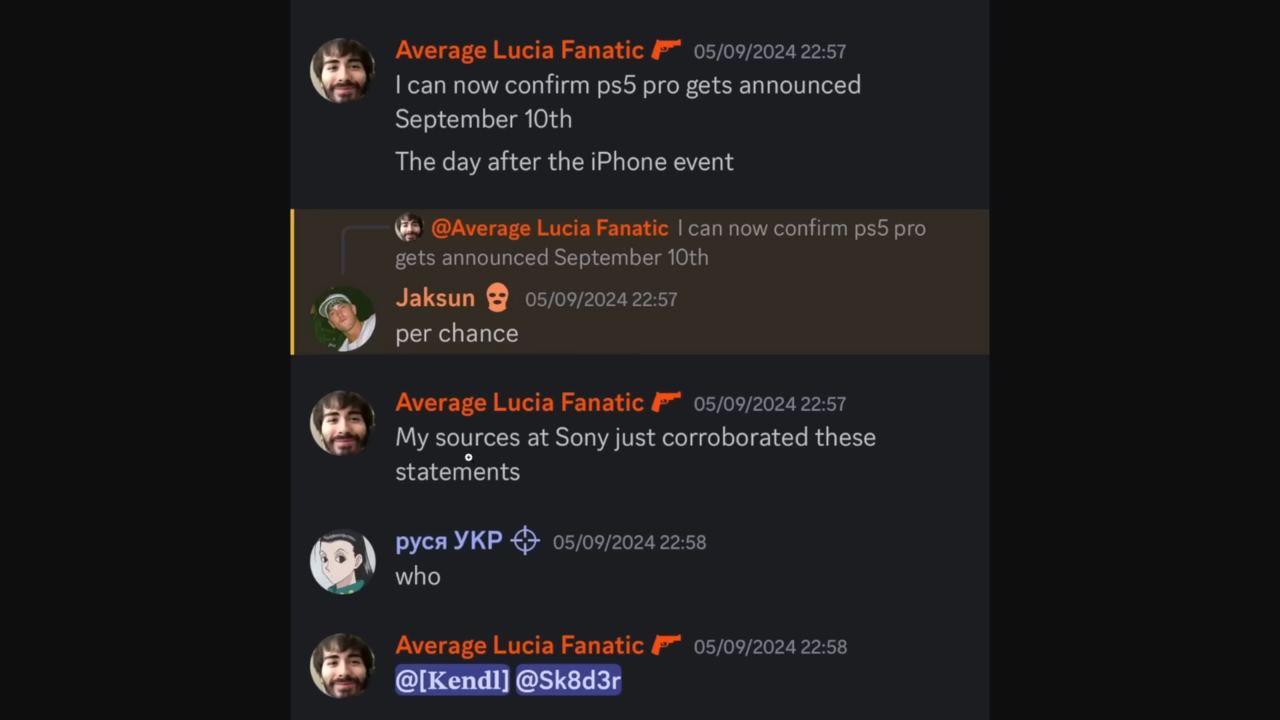 Average Lucia Fanatic 05/09/2024 22:57
I can now confirm ps5 pro gets announced
September 10th
The day after the iPhone event
@Average Lucia Fanatic I can now confirm ps5 pro
gets announced September 10th
Jaksun 05/09/2024 22:57
per chance
Average Lucia Fanatic 05/09/2024 22:57
My sources at Sony just corroborated these
statements
руся УКР 05/09/2024 22:58
who
Average Lucia Fanatic 05/09/2024 22:58
@[Kendl] @Sk8d3r